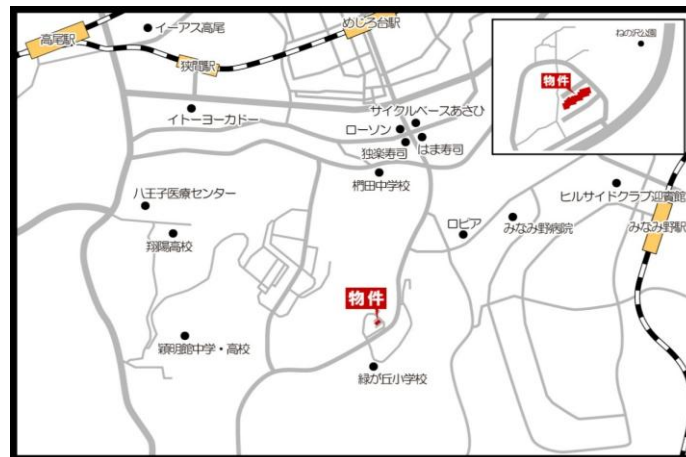 イーアス高尾
めじろ台駅
高尾駅
狭間駅
ねの沢公園
物件
イトーヨーカドー
サイクルベースあさひ
ローソン
独楽寿司
はま寿司
椚田中学校
八王子医療センター
ヒルサイドクラブ迎賓館
翔陽高校
ロピア
みなみ野病院
みなみ野駅
物件
穎明館中学・高校
緑が丘小学校